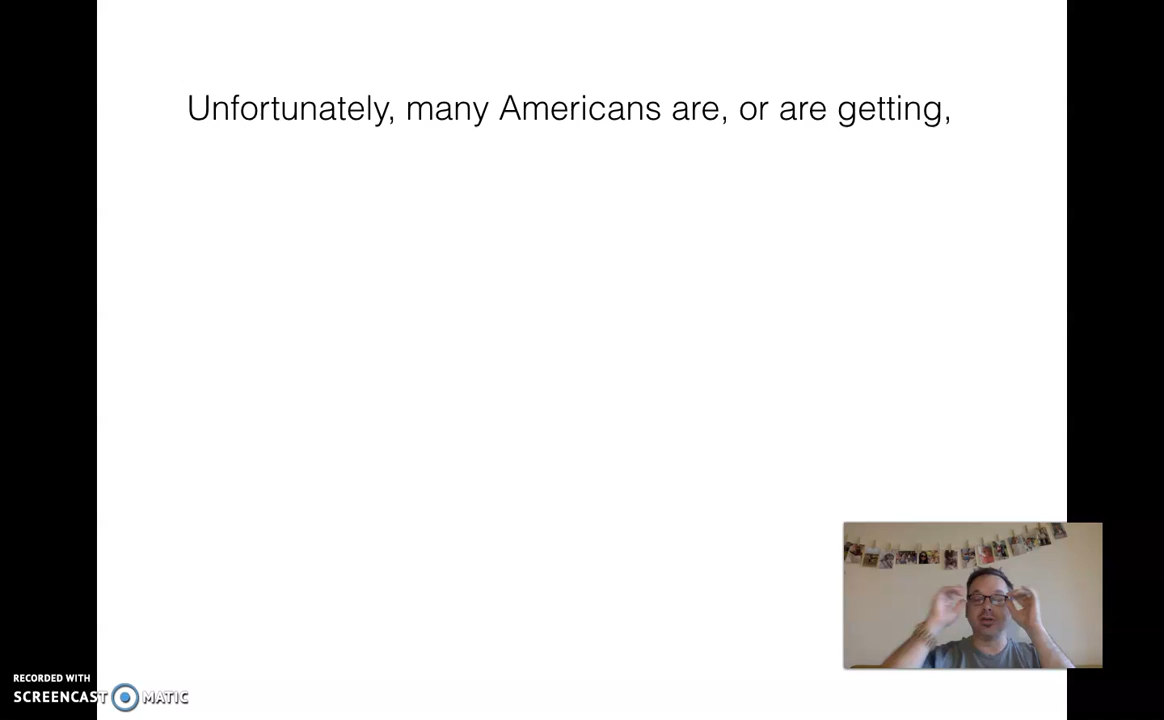 Unfortunately, many Americans are, or are getting,
RECORDED WITH
SCREENCAST MATIC